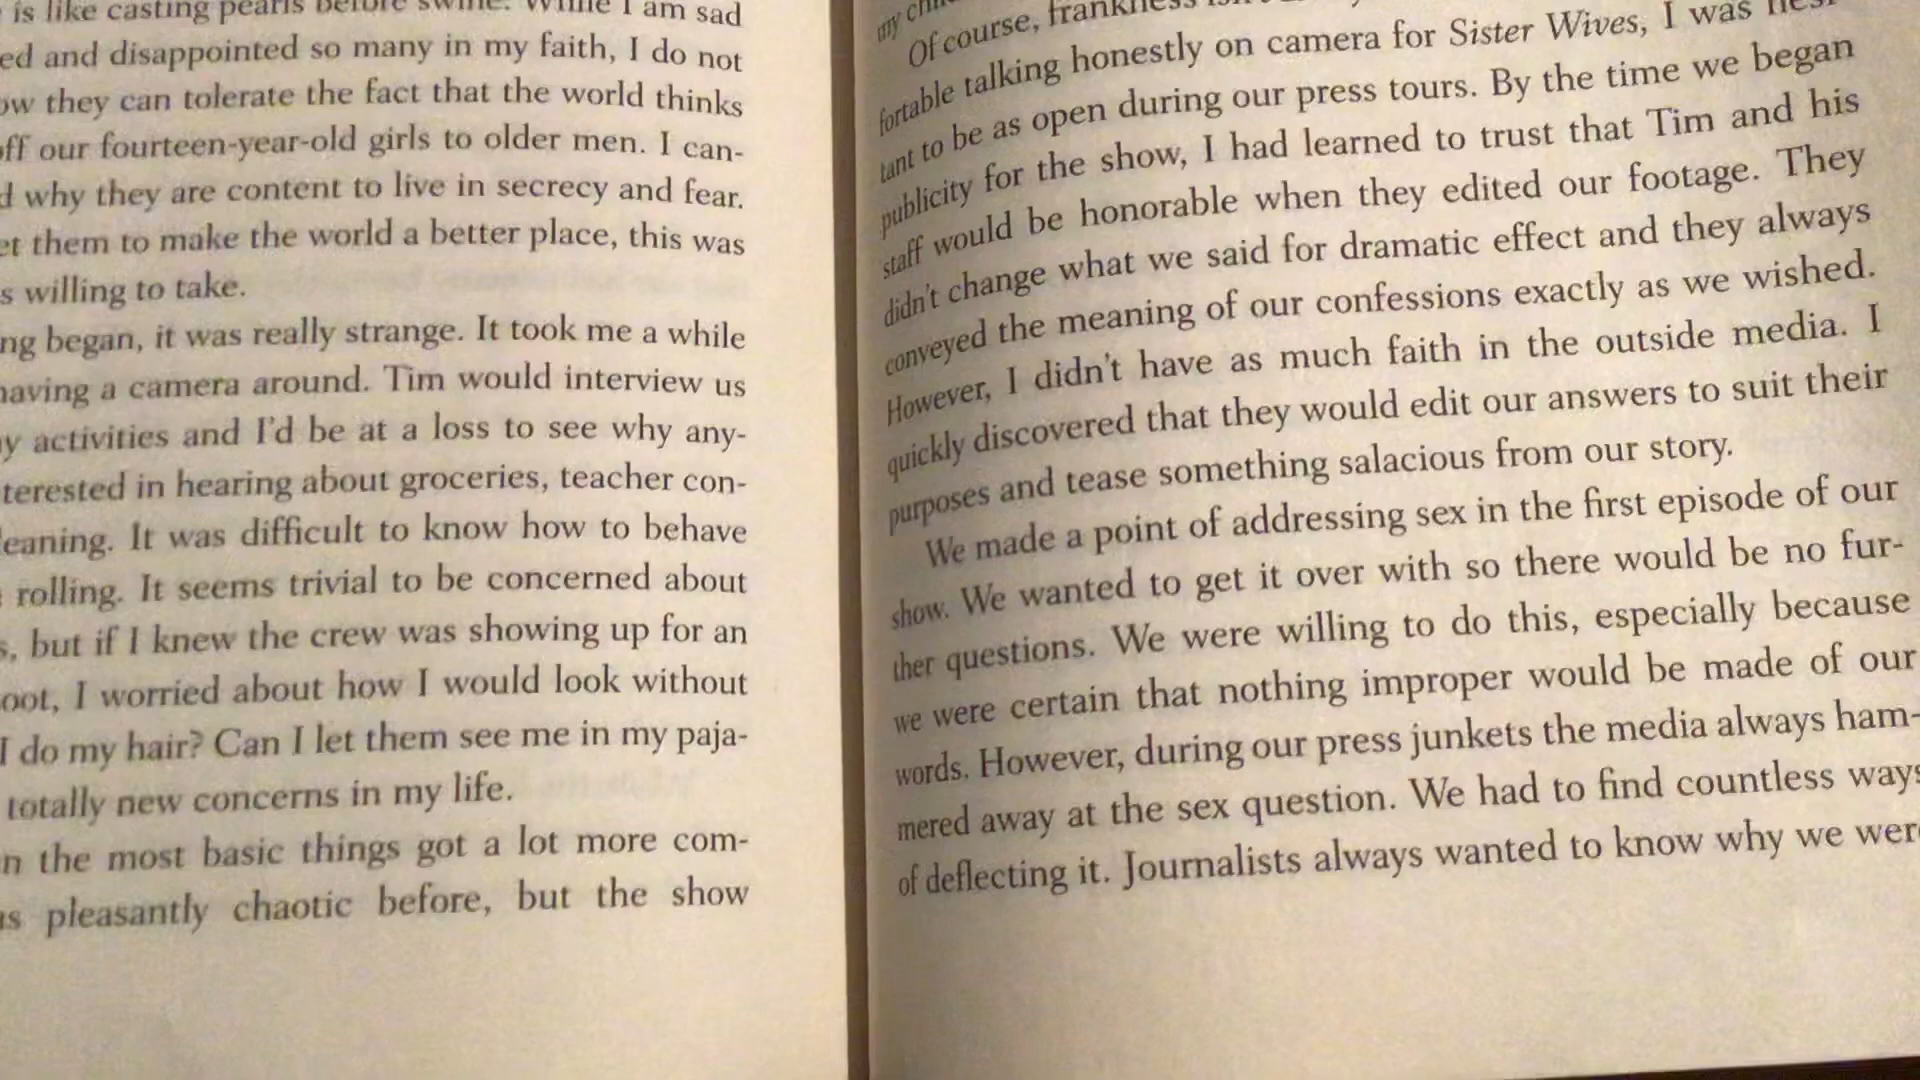 is like casting pearls before swine. While I am sad
ed and disappointed so many in my faith, I do not
ow they can tolerate the fact that the world thinks
off our fourteen-year-old girls to older men. I can-
d why they are content to live in secrecy and fear.
et them to make the world a better place, this was
s willing to take.
ng began, it was really strange. It took me a while
having a camera around. Tim would interview us
y activities and I'd be at a loss to see why any-
terested in hearing about groceries, teacher con-
leaning. It was difficult to know how to behave
rolling. It seems trivial to be concerned about
s, but if I knew the crew was showing up for an
oot, I worried about how I would look without
I do my hair? Can I let them see me in my paja-
totally new concerns in my life.
n the most basic things got a lot more com-
as pleasantly chaotic before, but the show
my
Of course, frankness
fortable talking honestly on camera for Sister Wives, I was hesi-
tant to be as open during our press tours. By the time we began
publicity for the show, I had learned to trust that Tim and his
staff would be honorable when they edited our footage. They
didn't change what we said for dramatic effect and they always
conveyed the meaning of our confessions exactly as we wished.
However, I didn't have as much faith in the outside media. I
quickly discovered that they would edit our answers to suit their
purposes and tease something salacious from our story.
We made a point of addressing sex in the first episode of our
show. We wanted to get it over with so there would be no fur-
ther questions. We were willing to do this, especially because
we were certain that nothing improper would be made of our
words. However, during our press junkets the media always ham-
mered away at the sex question. We had to find countless ways
of deflecting it. Journalists always wanted to know why we were